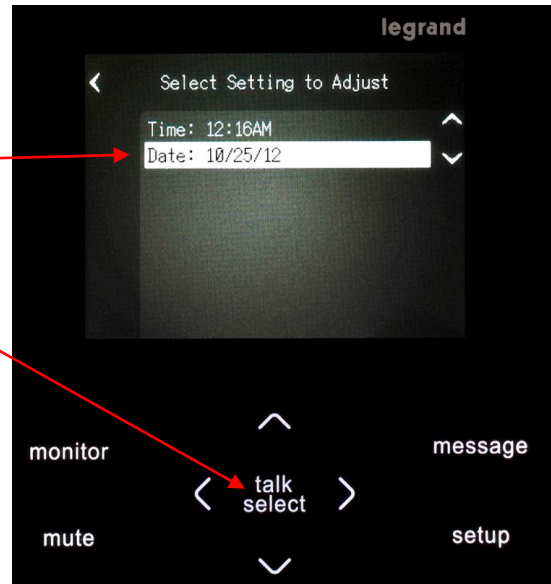 legrand
Select Setting to Adjust
Time: 12:16AM
Date: 10/25/12
monitor
message
talk
select
mute
setup